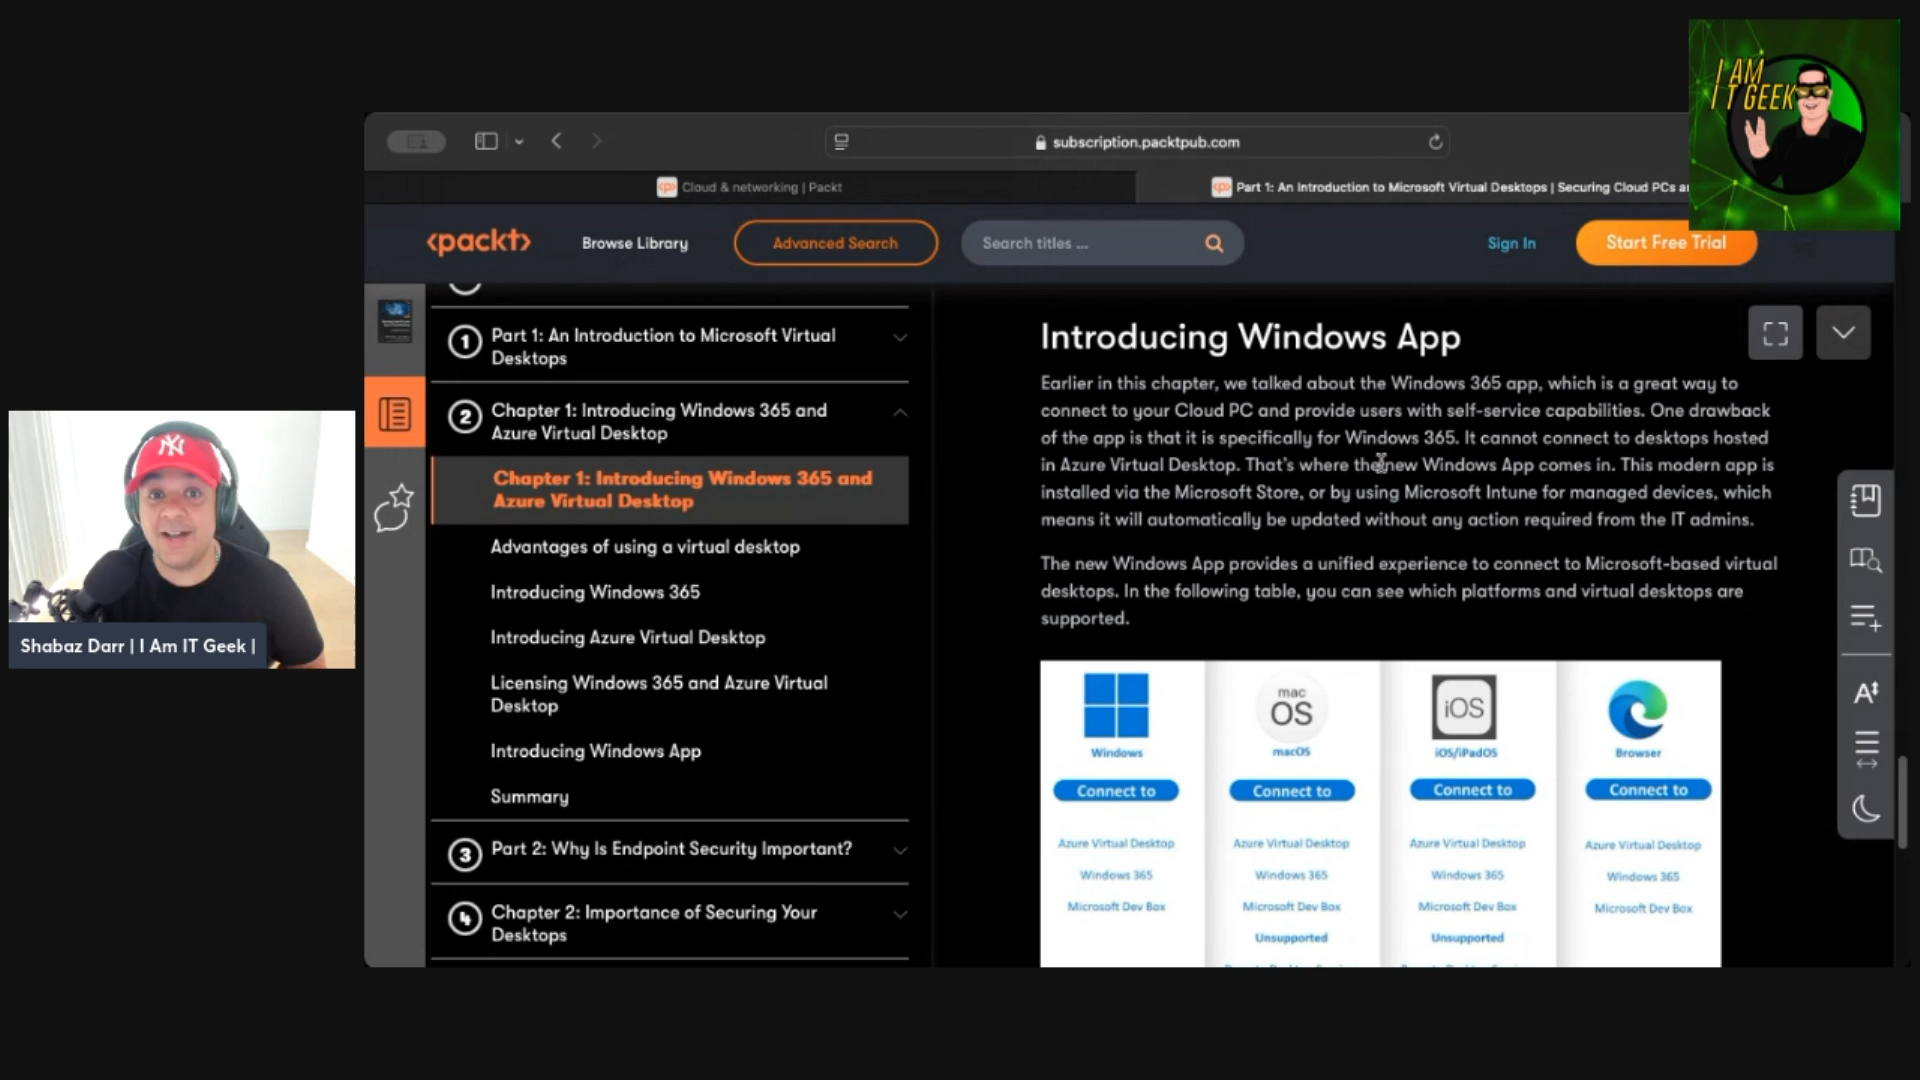 I AM
IT GEEK
subscription.packtpub.com
Cloud & networking | Packt
Part 1: An Introduction to Microsoft Virtual Desktops | Securing Cloud PCs
<packt>
Browse Library
Advanced Search
Search titles ...
Sign In
Start Free Trial
1
Part 1: An Introduction to Microsoft Virtual
Desktops
2
Chapter 1: Introducing Windows 365 and
Azure Virtual Desktop
Chapter 1: Introducing Windows 365 and
Azure Virtual Desktop
Advantages of using a virtual desktop
Introducing Windows 365
Introducing Azure Virtual Desktop
Licensing Windows 365 and Azure Virtual
Desktop
Introducing Windows App
Summary
3
Part 2: Why Is Endpoint Security Important?
4
Chapter 2: Importance of Securing Your
Desktops
Introducing Windows App
Earlier in this chapter, we talked about the Windows 365 app, which is a great way to
connect to your Cloud PC and provide users with self-service capabilities. One drawback
of the app is that it is specifically for Windows 365. It cannot connect to desktops hosted
in Azure Virtual Desktop. That's where the new Windows App comes in. This modern app is
installed via the Microsoft Store, or by using Microsoft Intune for managed devices, which
means it will automatically be updated without any action required from the IT admins.
The new Windows App provides a unified experience to connect to Microsoft-based virtual
desktops. In the following table, you can see which platforms and virtual desktops are
supported.
Windows
Connect to
Azure Virtual Desktop
Windows 365
Microsoft Dev Box
mac
OS
macOS
Connect to
Azure Virtual Desktop
Windows 365
Microsoft Dev Box
Unsupported
iOS
iOS/iPadOS
Connect to
Azure Virtual Desktop
Windows 365
Microsoft Dev Box
Unsupported
Browser
Connect to
Azure Virtual Desktop
Windows 365
Microsoft Dev Box
NY
Shabaz Darr | I Am IT Geek |